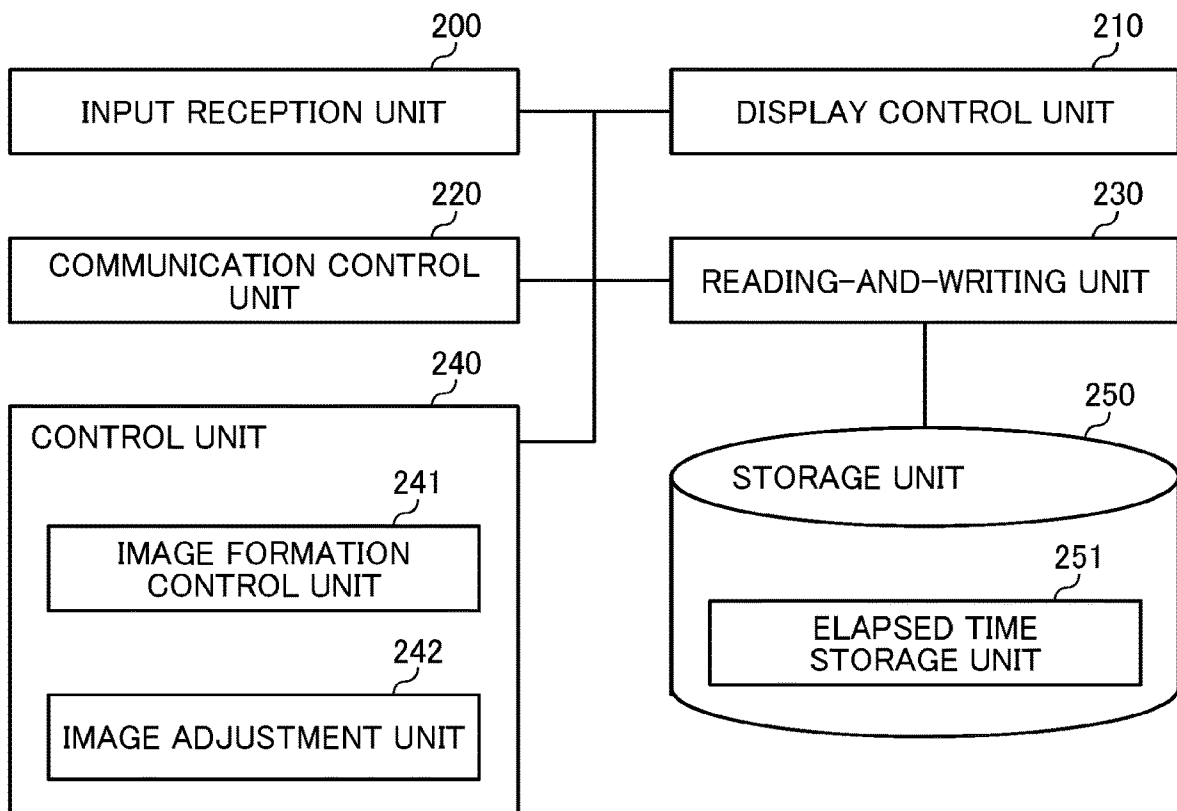 200
INPUT RECEPTION UNIT
210
DISPLAY CONTROL UNIT
220
COMMUNICATION CONTROL
UNIT
230
READING-AND-WRITING UNIT
240
CONTROL UNIT
241
IMAGE FORMATION
CONTROL UNIT
242
IMAGE ADJUSTMENT UNIT
250
STORAGE UNIT
251
ELAPSED TIME
STORAGE UNIT